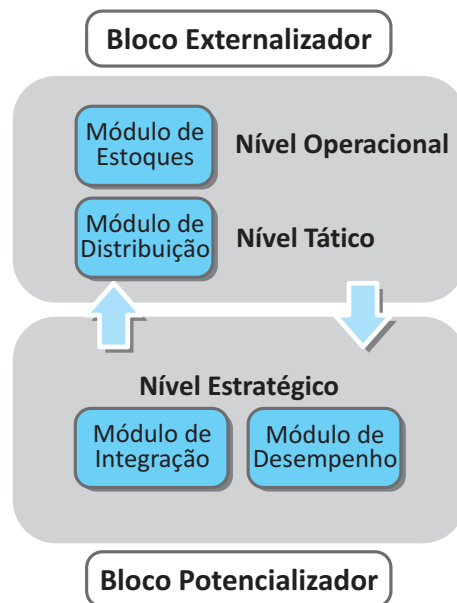 Bloco Externalizador
Módulo de
Estoques
Nível Operacional
Módulo de
Distribuição
Nível Tático
Nível Estratégico
Módulo de
Integração
Módulo de
Desempenho
Bloco Potencializador